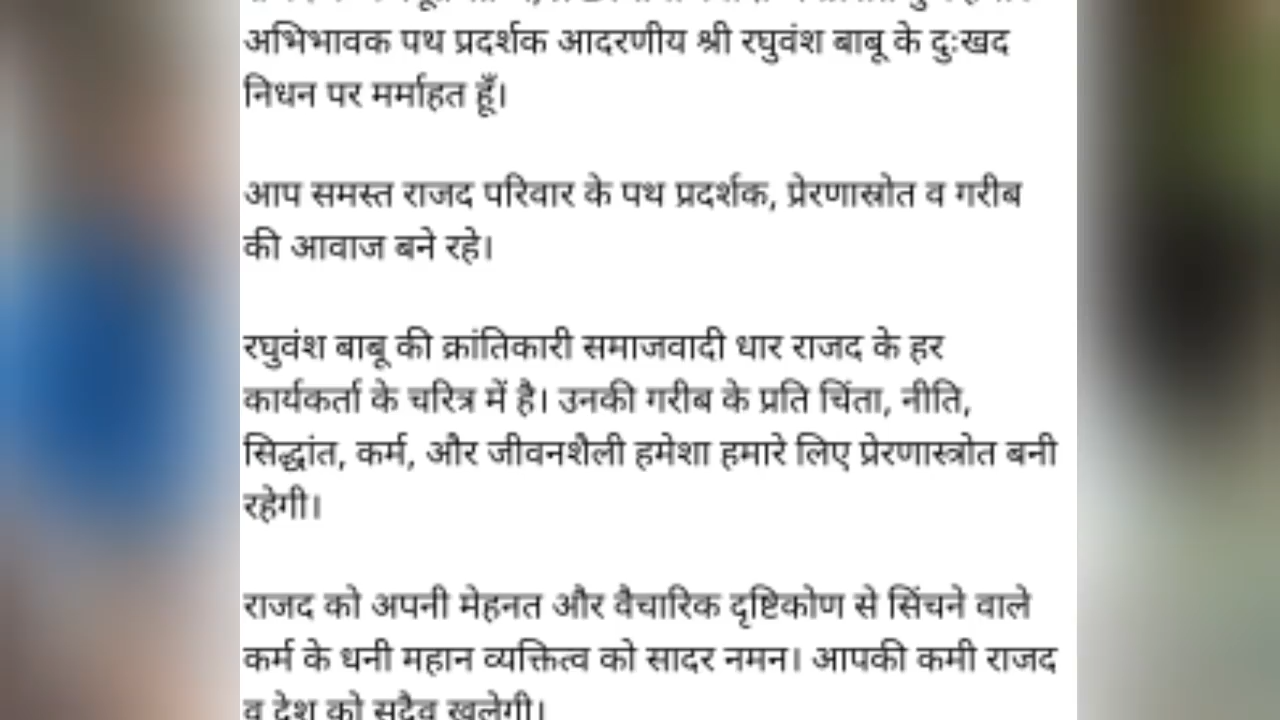 अभिभावक पथ प्रदर्शक आदरणीय श्री रघुवंश बाबू के दुःखद
निधन पर मर्माहत हूँ।
आप समस्त राजद परिवार के पथ प्रदर्शक, प्रेरणास्रोत व गरीब
की आवाज बने रहे।
रघुवंश बाबू की क्रांतिकारी समाजवादी धार राजद के हर
कार्यकर्ता के चरित्र में है। उनकी गरीब के प्रति चिंता, नीति,
सिद्धांत, कर्म, और जीवनशैली हमेशा हमारे लिए प्रेरणास्त्रोत बनी
रहेगी।
राजद को अपनी मेहनत और वैचारिक दृष्टिकोण से सिंचने वाले
कर्म के धनी महान व्यक्तित्व को सादर नमन। आपकी कमी राजद
व देश को सदैव खलेगी।